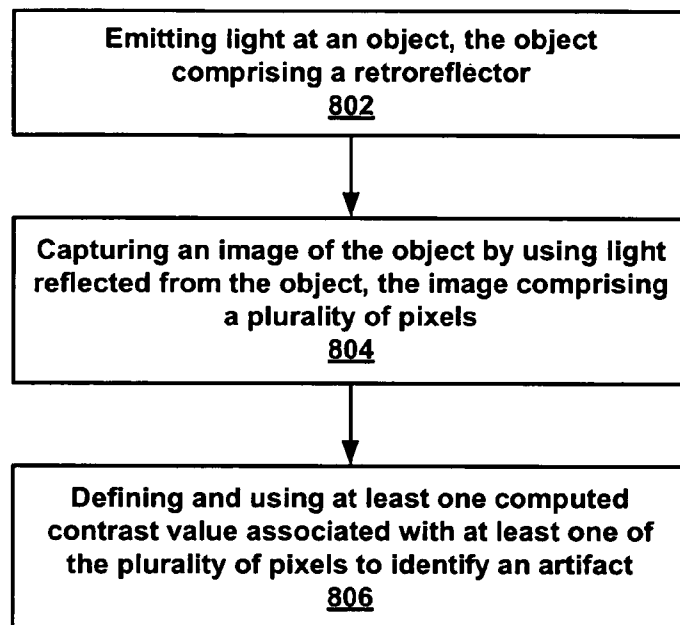 Emitting light at an object, the object
comprising a retroreflector
802
Capturing an image of the object by using light
reflected from the object, the image comprising
a plurality of pixels
804
Defining and using at least one computed
contrast value associated with at least one of
the plurality of pixels to identify an artifact
806